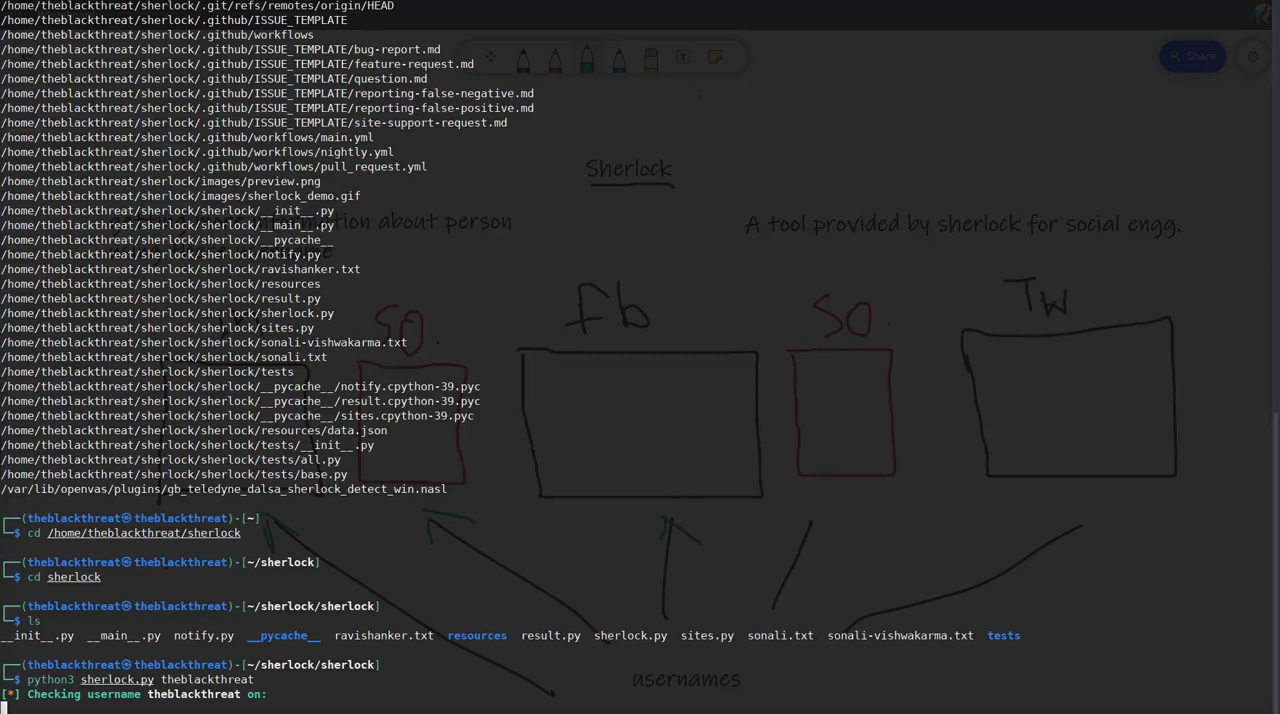 /home/theblackthreat/sherlock/.git/refs/remotes/origin/HEAD
/home/theblackthreat/sherlock/.github/ISSUE_TEMPLATE
/home/theblackthreat/sherlock/.github/workflows
/home/theblackthreat/sherlock/.github/ISSUE_TEMPLATE/bug-report.md
/home/theblackthreat/sherlock/.github/ISSUE_TEMPLATE/feature-request.md
/home/theblackthreat/sherlock/.github/ISSUE_TEMPLATE/question.md
/home/theblackthreat/sherlock/.github/ISSUE_TEMPLATE/reporting-false-negative.md
/home/theblackthreat/sherlock/.github/ISSUE_TEMPLATE/reporting-false-positive.md
/home/theblackthreat/sherlock/.github/ISSUE_TEMPLATE/site-support-request.md
/home/theblackthreat/sherlock/.github/workflows/main.yml
/home/theblackthreat/sherlock/.github/workflows/nightly.yml
/home/theblackthreat/sherlock/.github/workflows/pull_request.yml
/home/theblackthreat/sherlock/images/preview.png
/home/theblackthreat/sherlock/images/sherlock_demo.gif
/home/theblackthreat/sherlock/sherlock/__init__.py
/home/theblackthreat/sherlock/sherlock/__main__.py
/home/theblackthreat/sherlock/sherlock/__pycache__
/home/theblackthreat/sherlock/sherlock/notify.py
/home/theblackthreat/sherlock/sherlock/ravishanker.txt
/home/theblackthreat/sherlock/sherlock/resources
/home/theblackthreat/sherlock/sherlock/result.py
/home/theblackthreat/sherlock/sherlock/sherlock.py
/home/theblackthreat/sherlock/sherlock/sites.py
/home/theblackthreat/sherlock/sherlock/sonali-vishwakarma.txt
/home/theblackthreat/sherlock/sherlock/sonali.txt
/home/theblackthreat/sherlock/sherlock/tests
/home/theblackthreat/sherlock/sherlock/__pycache__/notify.cpython-39.pyc
/home/theblackthreat/sherlock/sherlock/__pycache__/result.cpython-39.pyc
/home/theblackthreat/sherlock/sherlock/__pycache__/sites.cpython-39.pyc
/home/theblackthreat/sherlock/sherlock/resources/data.json
/home/theblackthreat/sherlock/sherlock/tests/__init__.py
/home/theblackthreat/sherlock/sherlock/tests/all.py
/home/theblackthreat/sherlock/sherlock/tests/base.py
/var/lib/openvas/plugins/gb_teledyne_dalsa_sherlock_detect_win.nasl
┌──(theblackthreat㉿theblackthreat)-[~]
└─$ cd /home/theblackthreat/sherlock
┌──(theblackthreat㉿theblackthreat)-[~/sherlock]
└─$ cd sherlock
┌──(theblackthreat㉿theblackthreat)-[~/sherlock/sherlock]
└─$ ls
__init__.py __main__.py notify.py __pycache__ ravishanker.txt resources result.py sherlock.py sites.py sonali.txt sonali-vishwakarma.txt tests
┌──(theblackthreat㉿theblackthreat)-[~/sherlock/sherlock]
└─$ python3 sherlock.py theblackthreat
[*] Checking username theblackthreat on:
Share
Sherlock
about person
A tool provided by sherlock for social engg.
SO.
Fb
SO.
Tw
usernames